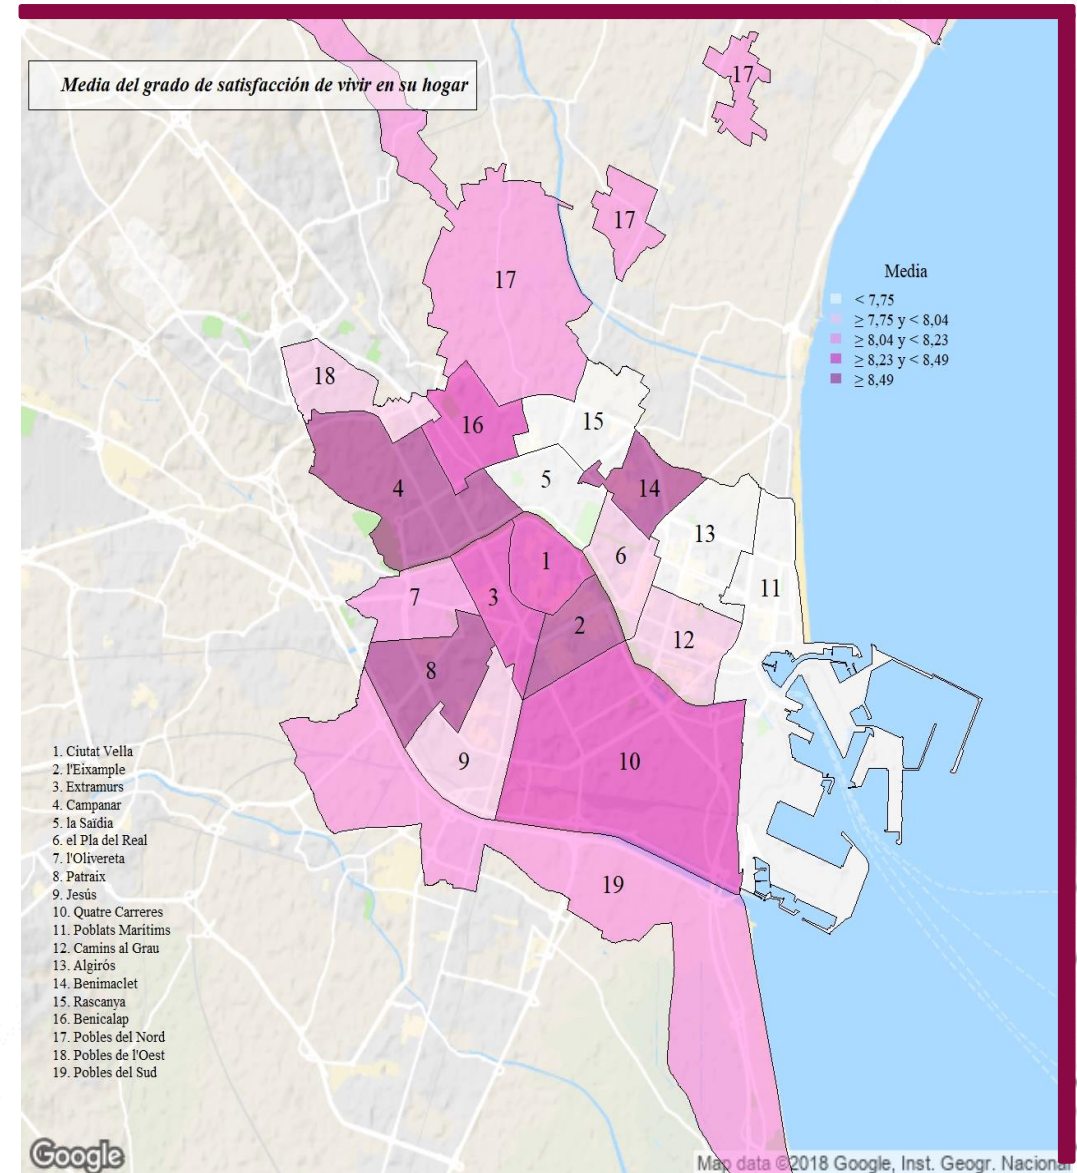 Media del grado de satisfacción de vivir en su hogar
17
17
17
Media
< 7,75
≥ 7,75 y < 8,04
≥ 8,04 y < 8,23
≥ 8,23 y < 8,49
≥ 8,49
18
16
15
5
4
14
13
6
1
11
7
3
2
12
8
9
10
19
1. Ciutat Vella
2. l'Eixample
3. Extramurs
4. Campanar
5. la Saïdia
6. el Pla del Real
7. l'Olivereta
8. Patraix
9. Jesús
10. Quatre Carreres
11. Poblats Marítims
12. Camins al Grau
13. Algirós
14. Benimaclet
15. Rascanya
16. Benicalap
17. Pobles del Nord
18. Pobles de l'Oest
19. Pobles del Sud
Google
Map data ©2018 Google, Inst. Geogr. Nacional